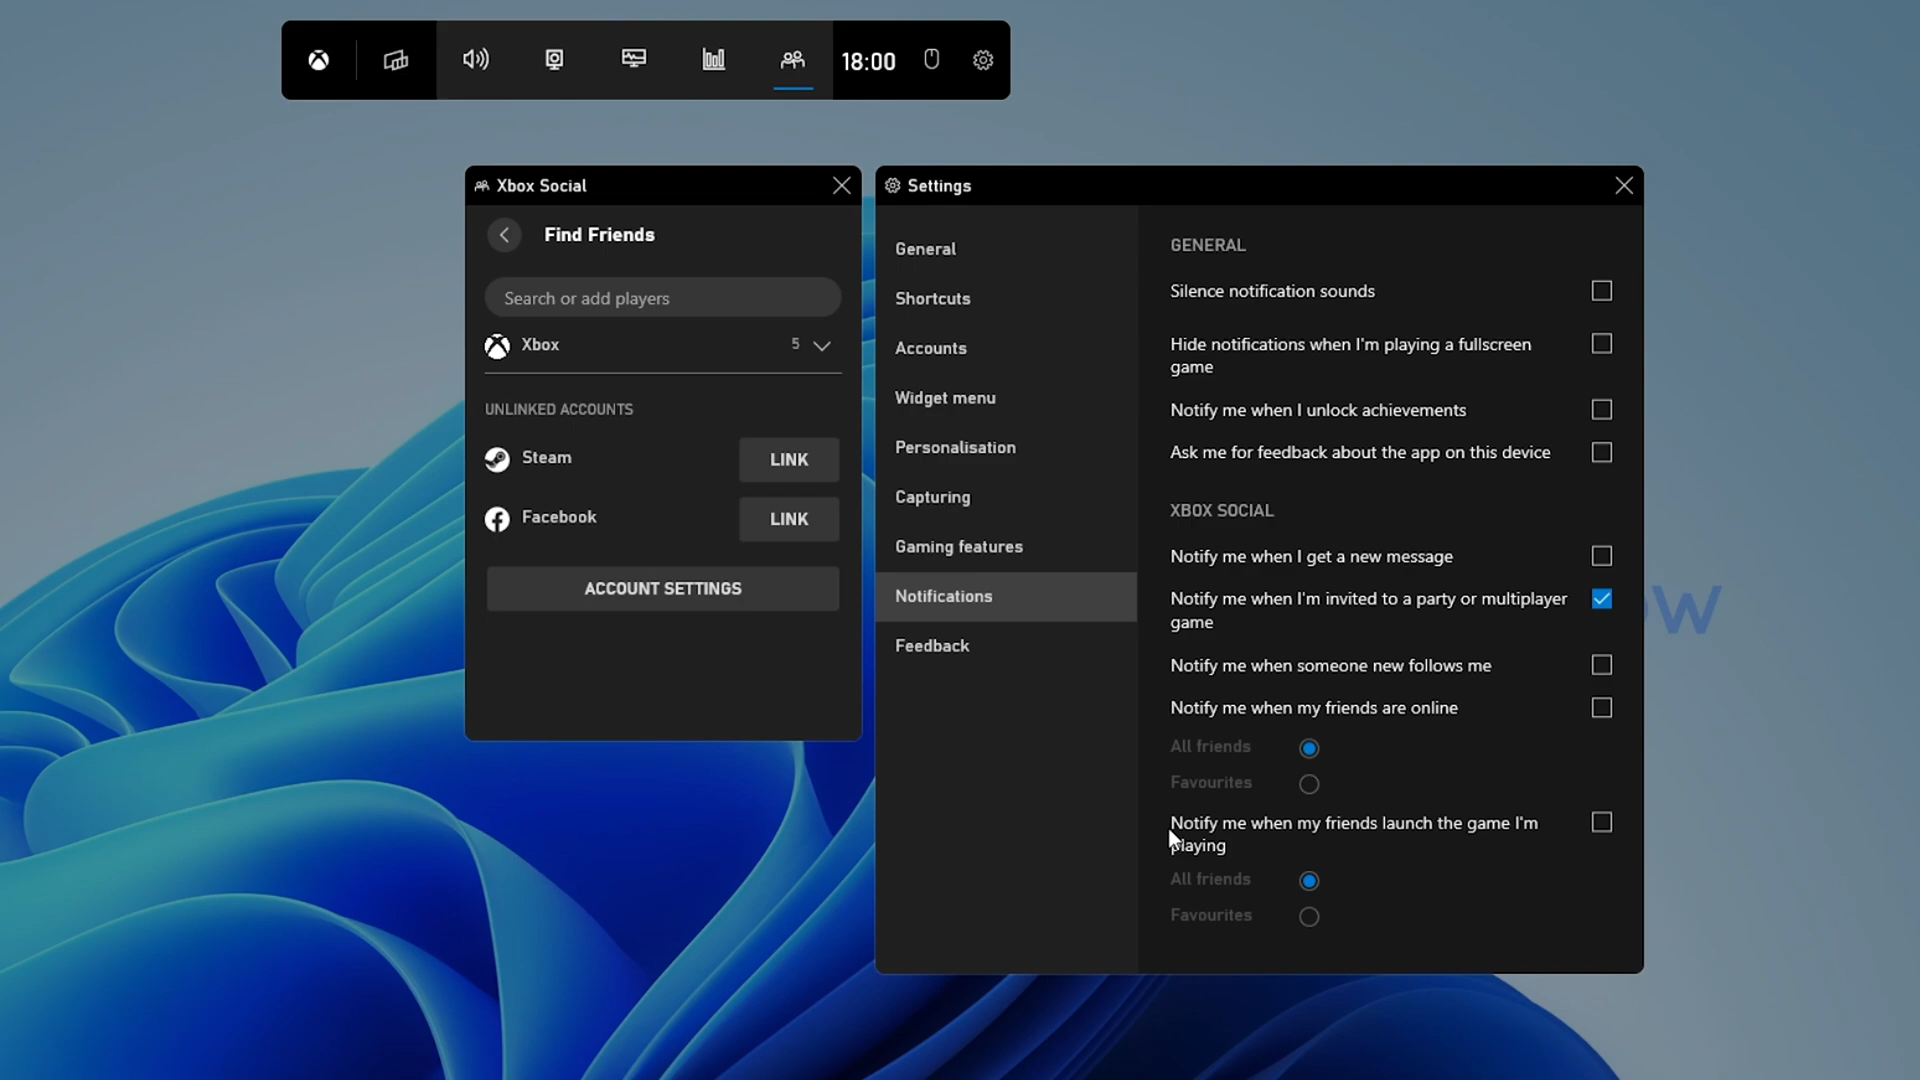 18:00
Xbox Social
Find Friends
Search or add players
Xbox 5
UNLINKED ACCOUNTS
Steam LINK
Facebook LINK
ACCOUNT SETTINGS
Settings
General
Shortcuts
Accounts
Widget menu
Personalisation
Capturing
Gaming features
Notifications
Feedback
GENERAL
Silence notification sounds
Hide notifications when I'm playing a fullscreen
game
Notify me when I unlock achievements
Ask me for feedback about the app on this device
XBOX SOCIAL
Notify me when I get a new message
Notify me when I'm invited to a party or multiplayer
game
Notify me when someone new follows me
Notify me when my friends are online
All friends
Favourites
Notify me when my friends launch the game I'm
playing
All friends
Favourites